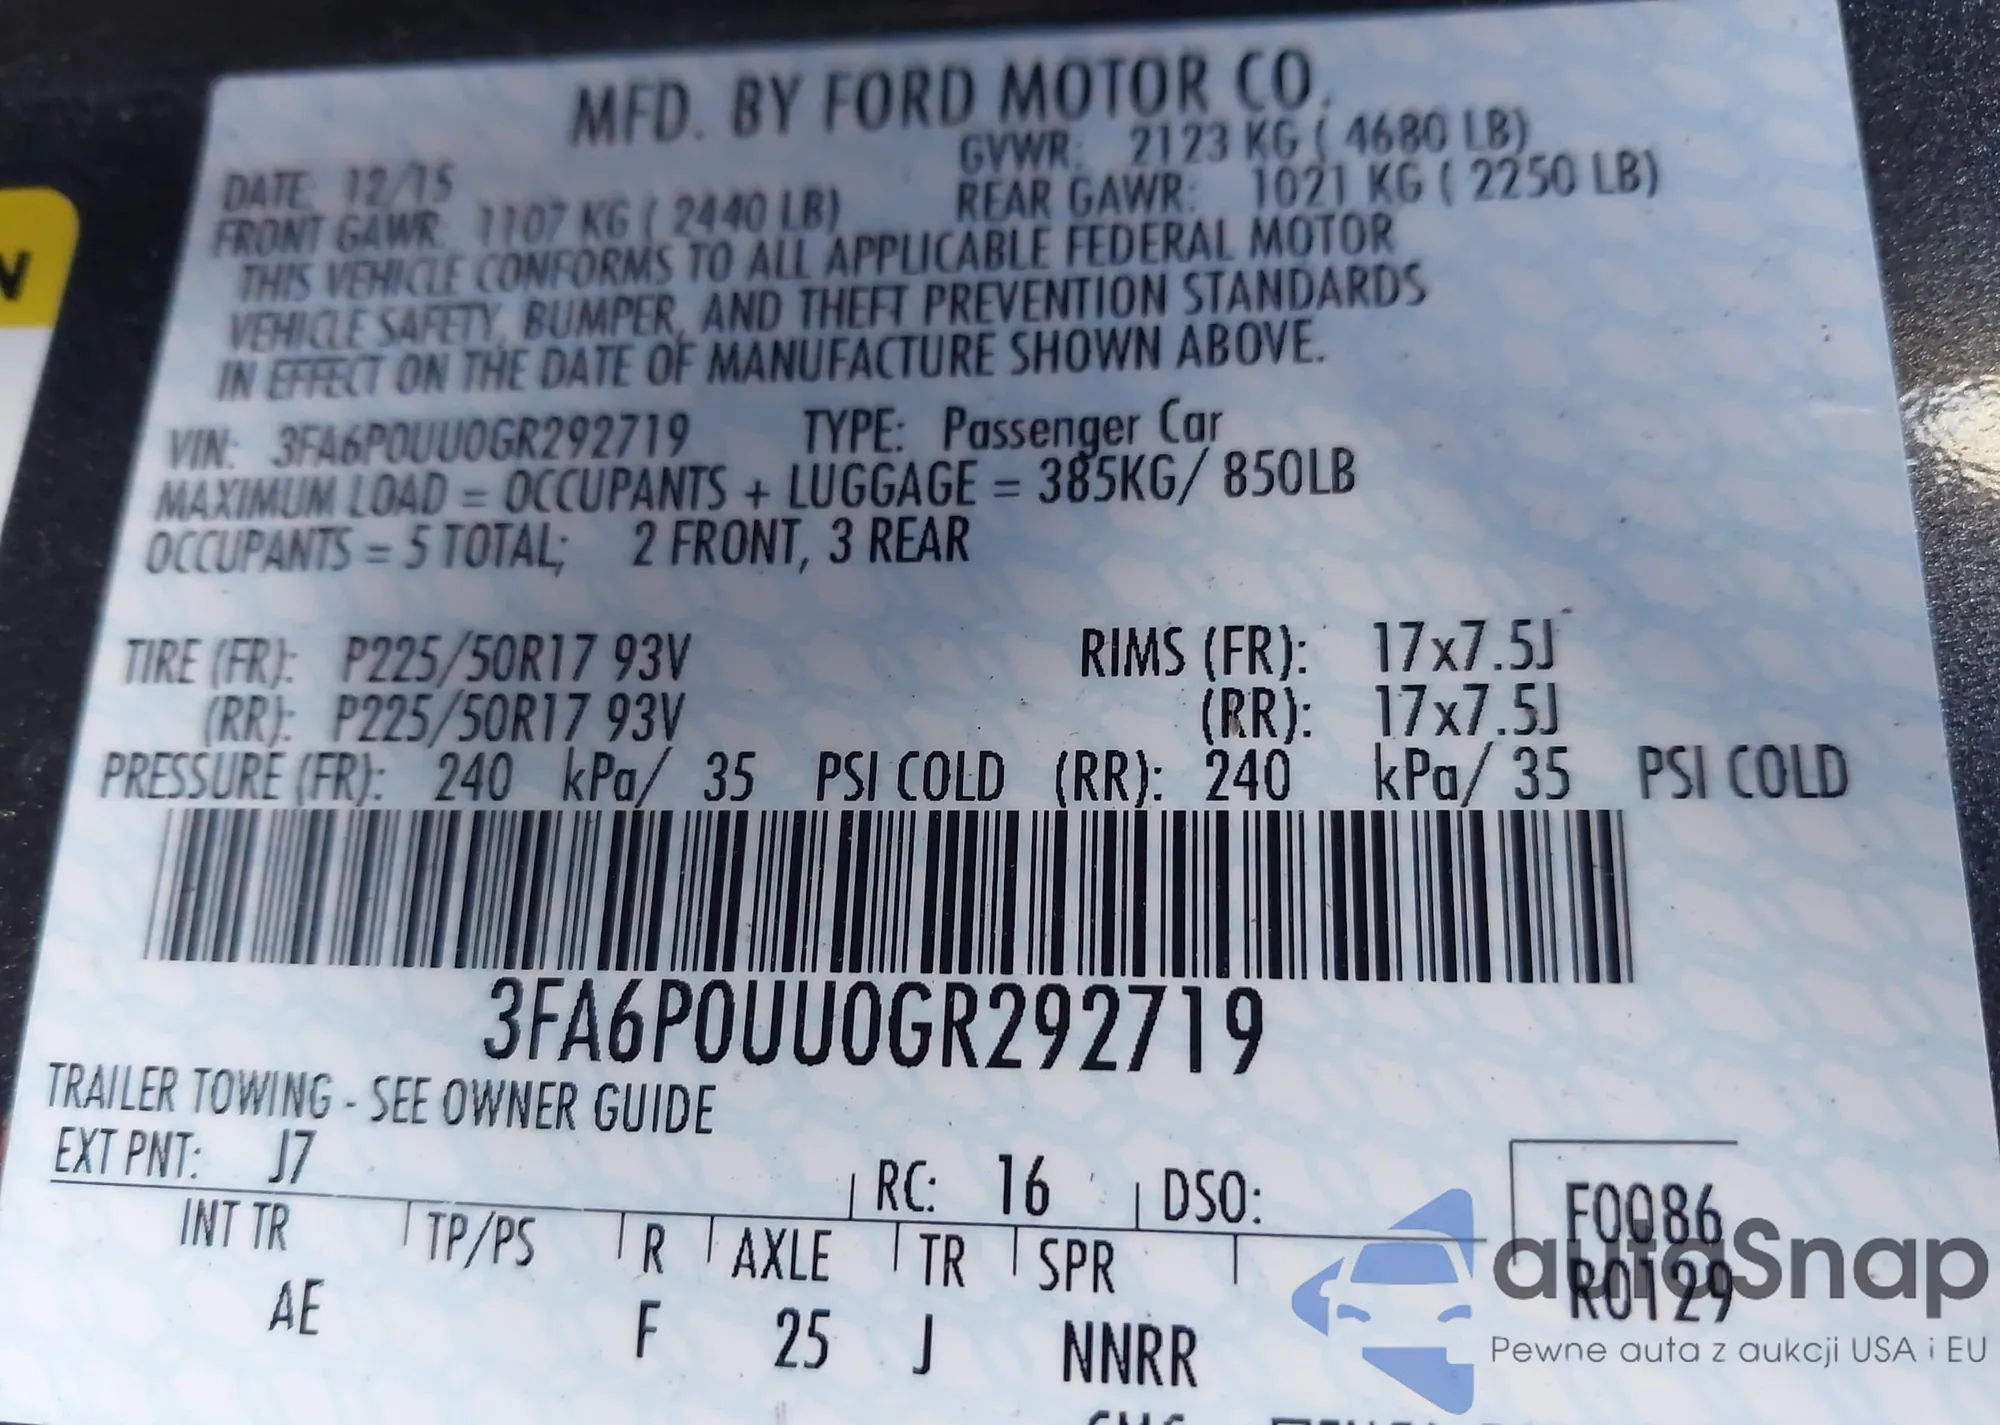 N
MFD. BY FORD MOTOR CO.
DATE: 12/15 GVWR: 2123 KG ( 4680 LB)
FRONT GAWR: 1107 KG ( 2440 LB) REAR GAWR: 1021 KG ( 2250 LB)
THIS VEHICLE CONFORMS TO ALL APPLICABLE FEDERAL MOTOR
VEHICLE SAFETY, BUMPER, AND THEFT PREVENTION STANDARDS
IN EFFECT ON THE DATE OF MANUFACTURE SHOWN ABOVE.
VIN: 3FA6P0UU0GR292719 TYPE: Passenger Car
MAXIMUM LOAD = OCCUPANTS + LUGGAGE = 385KG/ 850LB
OCCUPANTS = 5 TOTAL; 2 FRONT, 3 REAR
TIRE (FR): P225/50R17 93V RIMS (FR): 17x7.5J
(RR): P225/50R17 93V (RR): 17x7.5J
PRESSURE (FR): 240 kPa/ 35 PSI COLD (RR): 240 kPa/ 35 PSI COLD
3FA6P0UU0GR292719
TRAILER TOWING - SEE OWNER GUIDE
EXT PNT: J7 RC: 16 DSO: F0086
R0129
INT TR TP/PS R AXLE TR SPR
AE F 25 J NNRR
autoSnap
Pewne auta z aukcji USA i EU